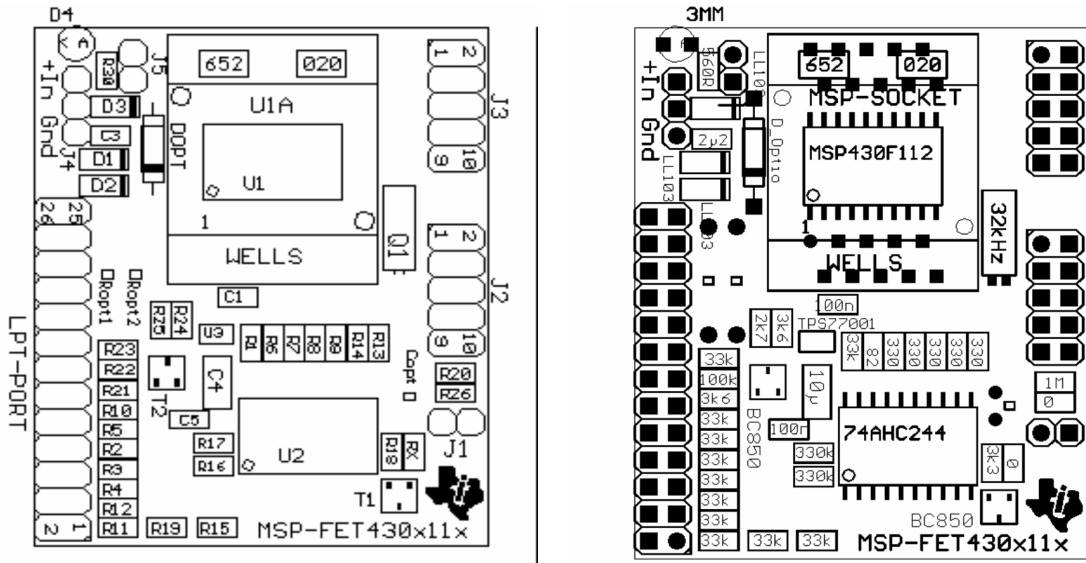 D4
K A
J5
R30
+In Gnd
J4
D3
C3
D1
D2
DOPT
652
020
U1A
U1
1
WELLS
Q1
1 2
J3
9 10
1 2
J2
9 10
26 25
Ropt1
Ropt2
C1
R25
R24
U3
R1
R6
R7
R8
R9
R14
R13
Copt
R20
R26
LPT-PORT
R23
R22
R21
R10
R5
R2
R3
R4
R12
R11
T2
C4
C5
R17
R16
U2
R18
RX
J1
T1
2 1
R19
R15
MSP-FET430x11x
3MM
A
560R
+In Gnd
2µ2
LL103
D_Optio
652
020
MSP-SOCKET
MSP430F112
1
WELLS
32kHz
100n
2k7
3k6
TPS77001
33k
82
330
330
330
330
330
1M
0
33k
100k
3k6
33k
33k
33k
33k
33k
33k
33k
BC850
10µ
100n
330k
330k
74AHC244
3k3
0
BC850
33k
33k
MSP-FET430x11x